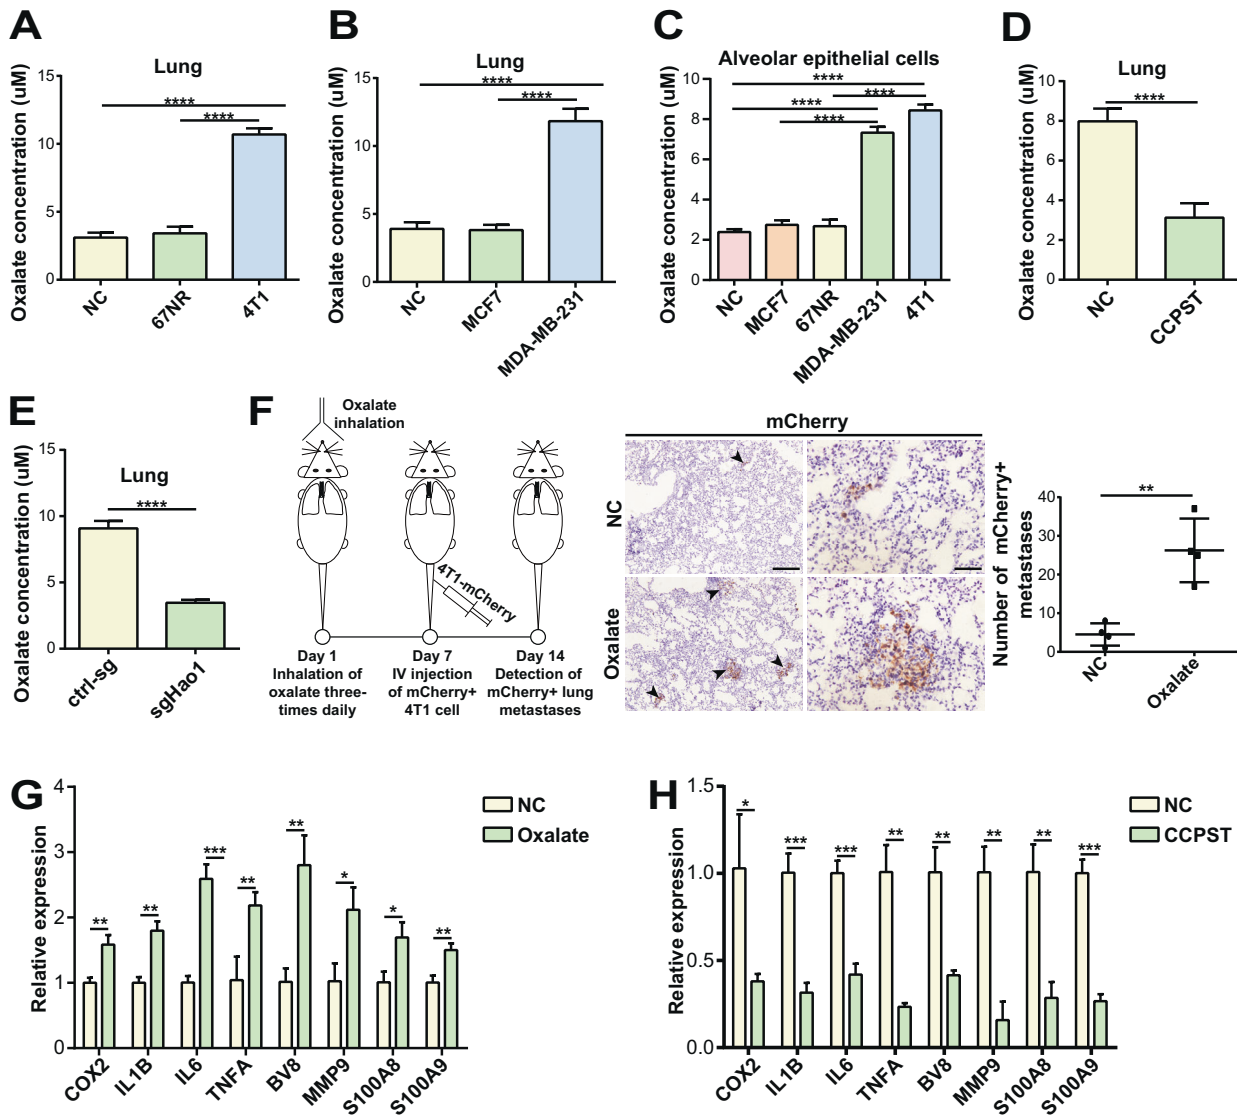 A
Lung
Oxalate concentration (uM)
15
10
5
0
****
****
NC
67NR
4T1
B
Lung
Oxalate concentration (uM)
15
10
5
0
****
****
NC
MCF7
MDA-MB-231
C
Alveolar epithelial cells
Oxalate concentration (uM)
10
8
6
4
2
0
****
****
****
****
NC
MCF7
67NR
MDA-MB-231
4T1
D
Lung
Oxalate concentration (uM)
10
8
6
4
2
0
****
NC
CCPST
E
Lung
Oxalate concentration (uM)
15
10
5
0
****
ctrl-sg
sgHao1
F
Oxalate
inhalation
4T1-mCherry
Day 1
Inhalation of
oxalate three-
times daily
Day 7
IV injection
of mCherry+
4T1 cell
Day 14
Detection of
mCherry+ lung
metastases
mCherry
NC
Oxalate
Number of mCherry+
metastases
40
30
20
10
0
**
NC
Oxalate
G
Relative expression
4
3
2
1
0
**
**
***
**
**
*
*
**
COX2
IL1B
IL6
TNFA
BV8
MMP9
S100A8
S100A9
NC
Oxalate
H
Relative expression
1.5
1.0
0.5
0.0
*
***
***
**
**
**
**
***
COX2
IL1B
IL6
TNFA
BV8
MMP9
S100A8
S100A9
NC
CCPST